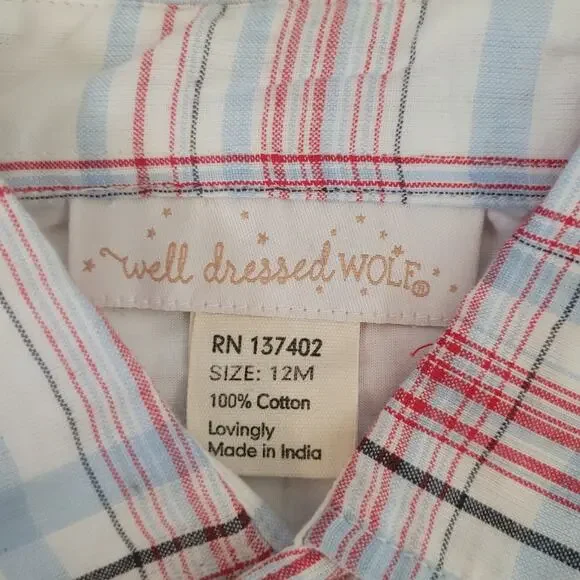 well dressed WOLF®
RN 137402
SIZE: 12M
100% Cotton
Lovingly
Made in India